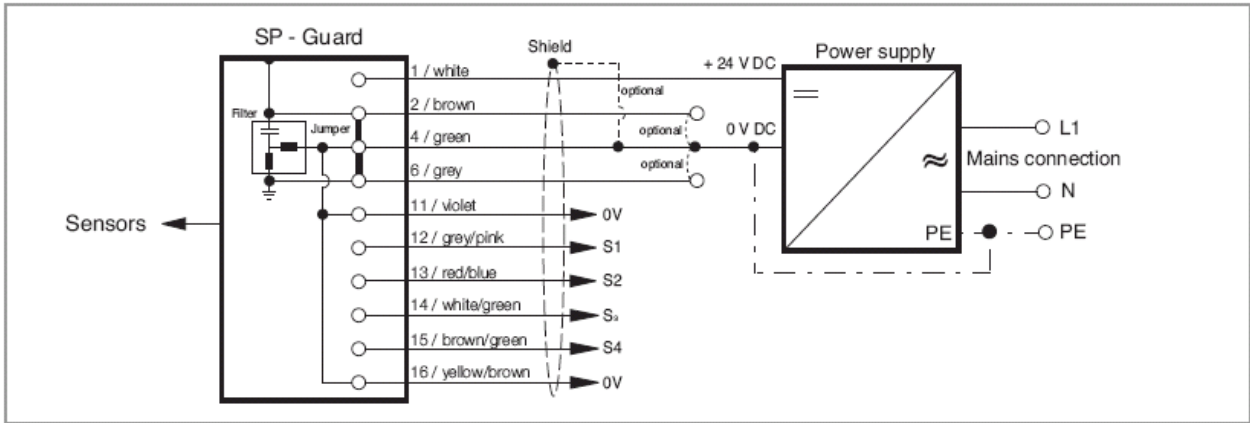 SP - Guard
Shield
Power supply
+ 24 V DC
1 / white
optional
2 / brown
Filter
Jumper
optional
4 / green
0 V DC
L1
optional
Mains connection
6 / grey
N
11 / violet
0V
Sensors
PE
PE
12 / grey/pink
S1
13 / red/blue
S2
14 / white/green
S₃
15 / brown/green
S4
16 / yellow/brown
0V